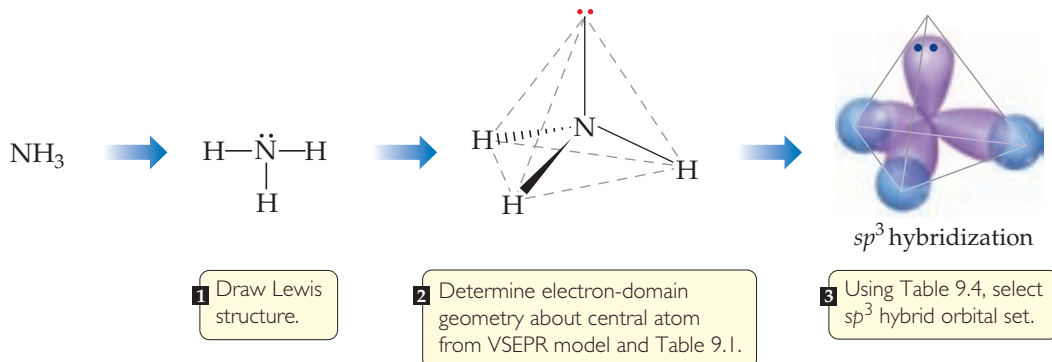 NH₃
H—N̈—H
H
N
H
H
H
sp³ hybridization
1 Draw Lewis
structure.
2 Determine electron-domain
geometry about central atom
from VSEPR model and Table 9.1.
3 Using Table 9.4, select
sp³ hybrid orbital set.